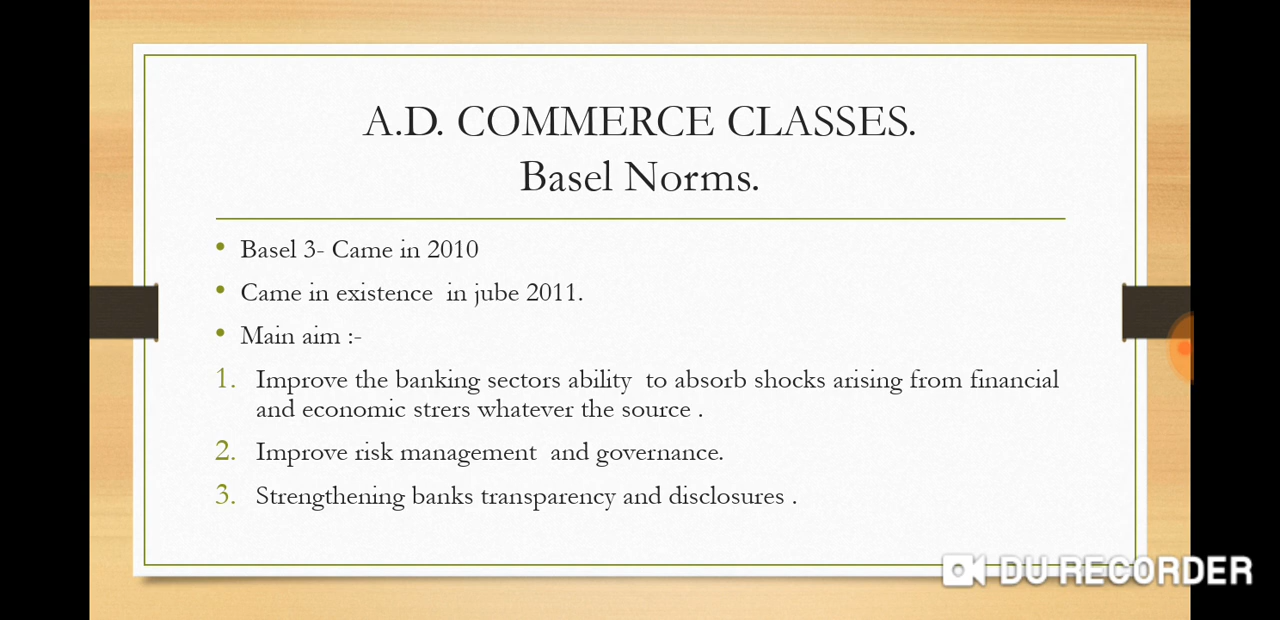 A.D. COMMERCE CLASSES.
Basel Norms.
• Basel 3- Came in 2010
• Came in existence  in jube 2011.
• Main aim :-
1. Improve the banking sectors ability  to absorb shocks arising from financial
and economic strers whatever the source .
2. Improve risk management  and governance.
3. Strengthening banks transparency and disclosures .
DU RECORDER